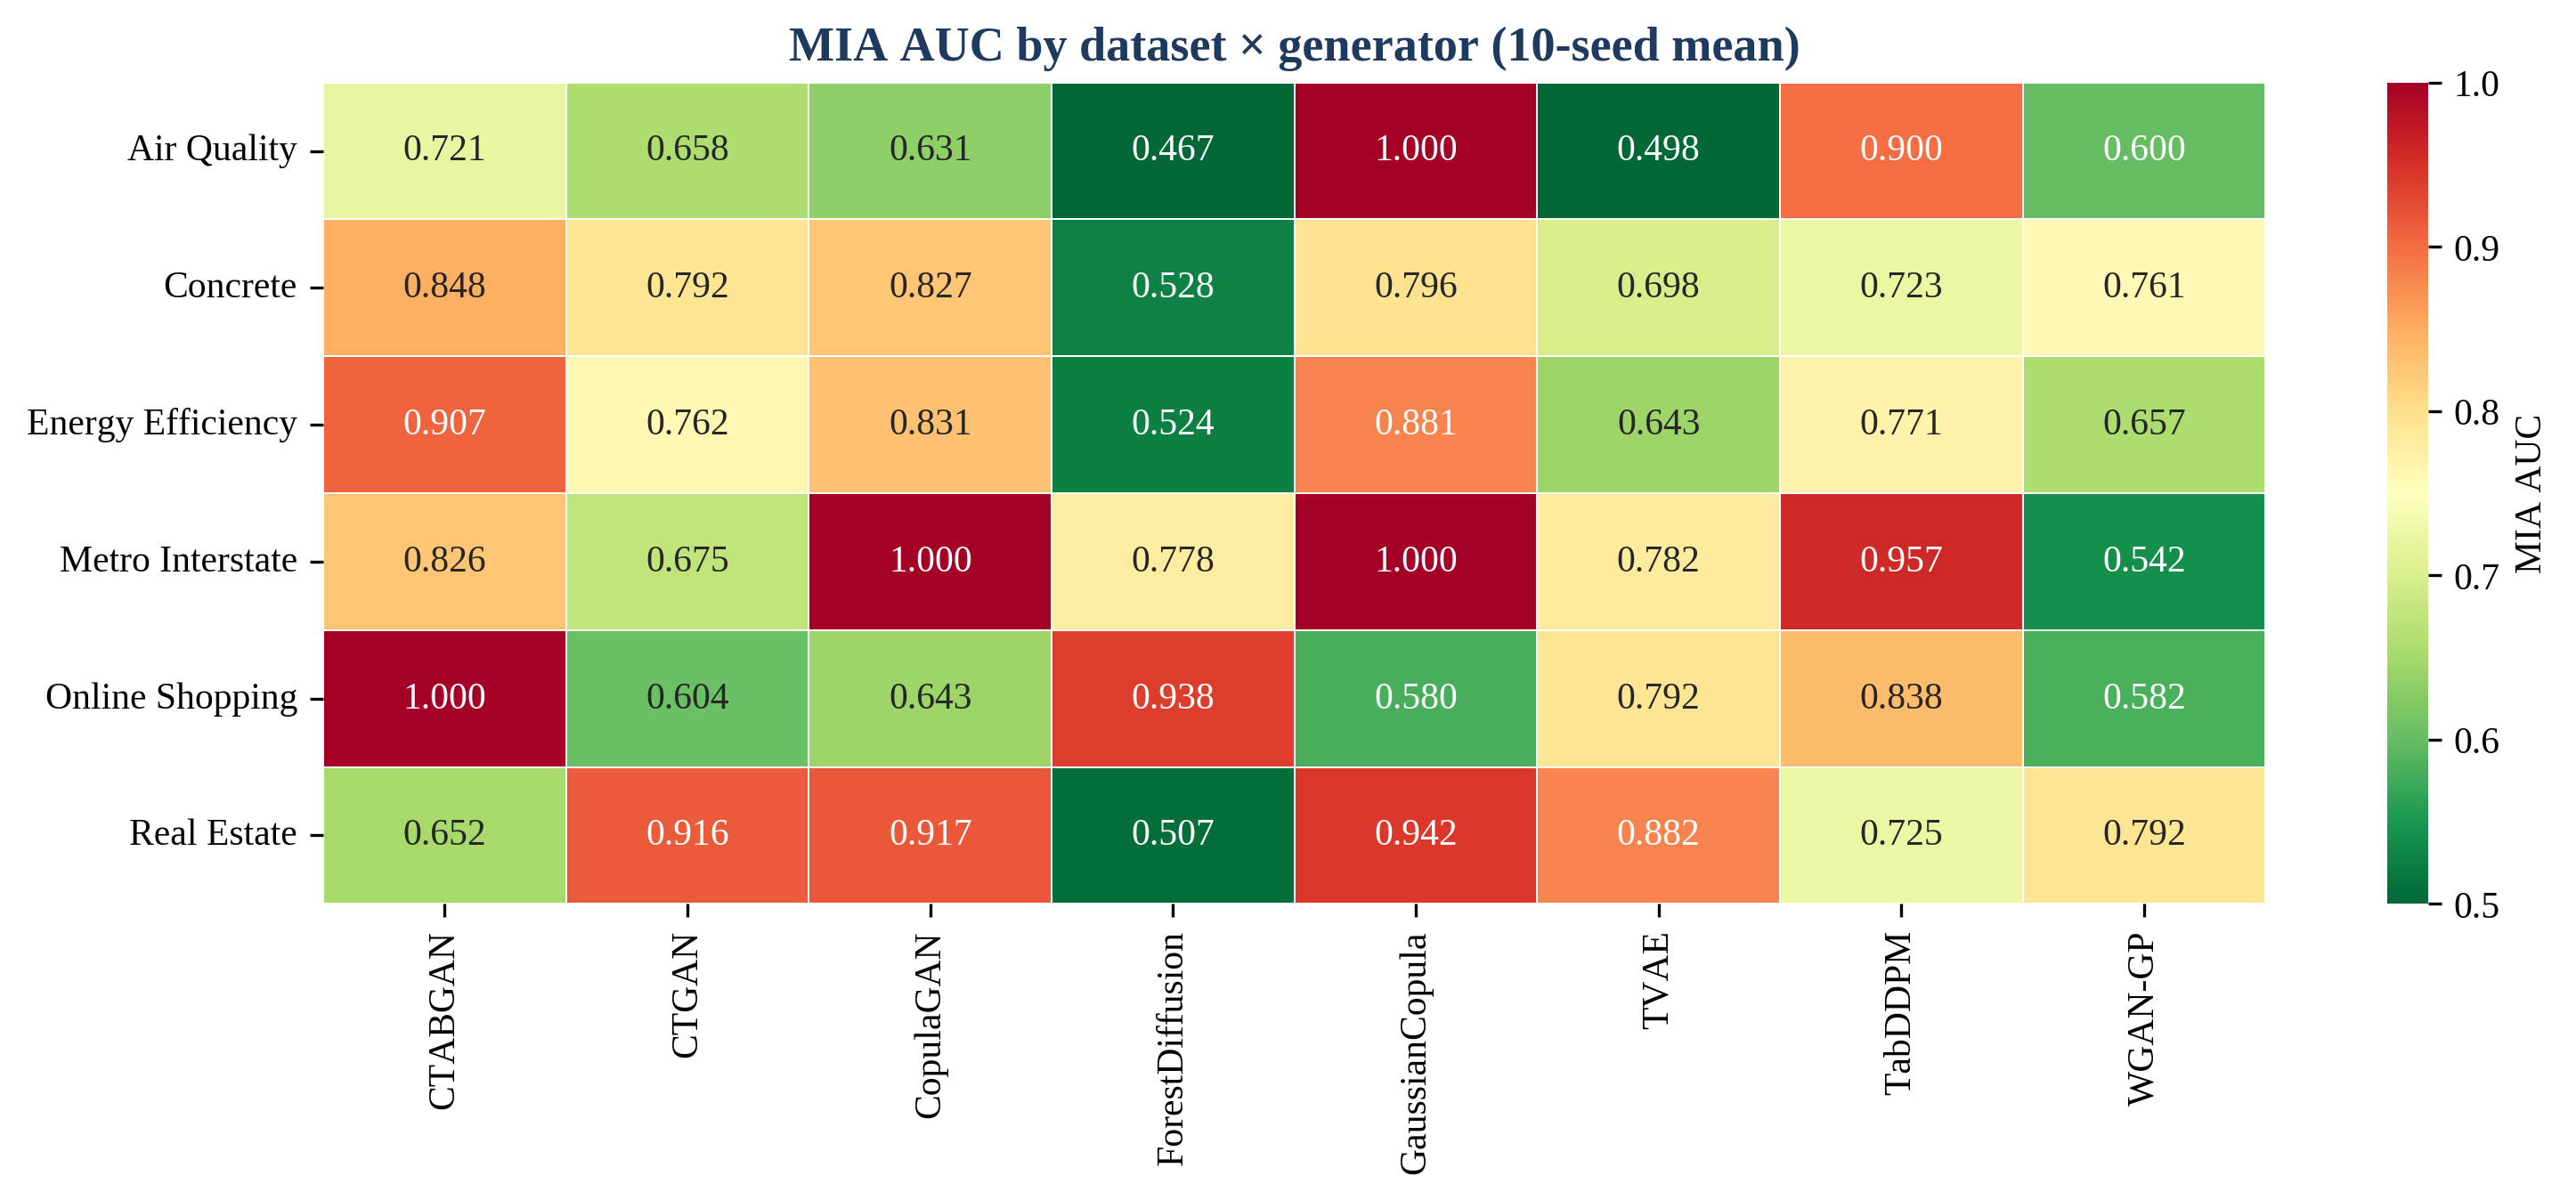 MIA AUC by dataset × generator (10-seed mean)
Air Quality 0.721 0.658 0.631 0.467 1.000 0.498 0.900 0.600
Concrete 0.848 0.792 0.827 0.528 0.796 0.698 0.723 0.761
Energy Efficiency 0.907 0.762 0.831 0.524 0.881 0.643 0.771 0.657
Metro Interstate 0.826 0.675 1.000 0.778 1.000 0.782 0.957 0.542
Online Shopping 1.000 0.604 0.643 0.938 0.580 0.792 0.838 0.582
Real Estate 0.652 0.916 0.917 0.507 0.942 0.882 0.725 0.792
CTABGAN
CTGAN
CopulaGAN
ForestDiffusion
GaussianCopula
TVAE
TabDDPM
WGAN-GP
1.0
0.9
0.8
0.7
0.6
0.5
MIA AUC